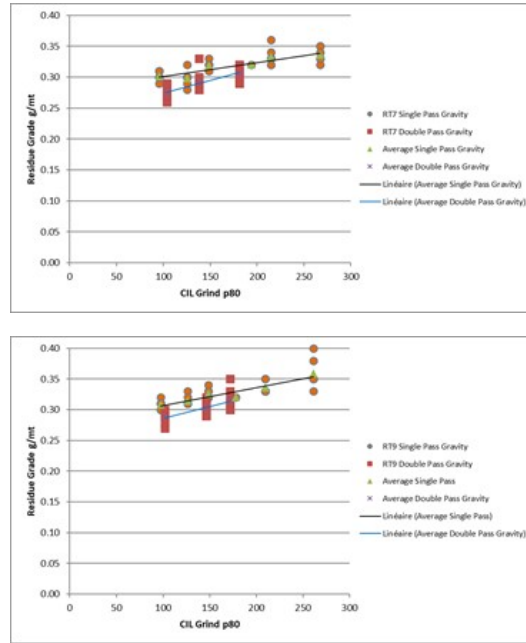 0.40
0.35
0.30
0.25
0.20
0.15
0.10
0.05
0.00
Residue Grade g/mt
0 50 100 150 200 250 300
CIL Grind p80
RT7 Single Pass Gravity
RT7 Double Pass Gravity
Average Single Pass Gravity
Average Double Pass Gravity
Linéaire (Average Single Pass Gravity)
Linéaire (Average Double Pass Gravity)
0.40
0.35
0.30
0.25
0.20
0.15
0.10
0.05
0.00
Residue Grade g/mt
0 50 100 150 200 250 300
CIL Grind p80
RT9 Single Pass Gravity
RT9 Double Pass Gravity
Average Single Pass
Average Double Pass Gravity
Linéaire (Average Single Pass)
Linéaire (Average Double Pass Gravity)